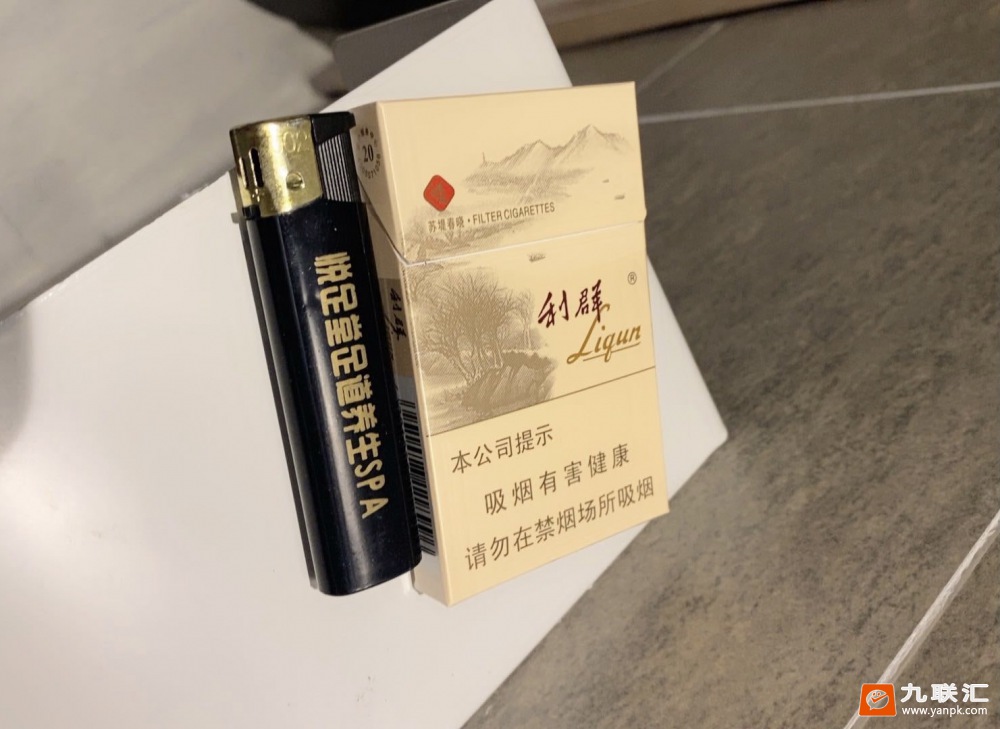 悦足堂足道养生SPA
20
苏堤春晓·FILTER CIGARETTES
利群
利群
®
Liqun
本公司提示
吸烟有害健康
请勿在禁烟场所吸烟
九联汇
www.yanpk.com